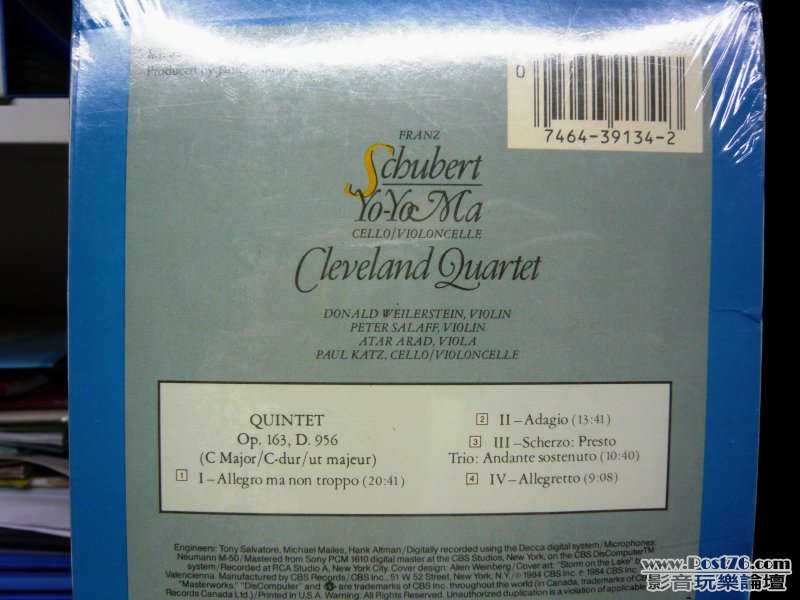 Produced by
0
7464-39134-2
FRANZ
Schubert
Yo-Yo Ma
CELLO/VIOLONCELLE
Cleveland Quartet
DONALD WEILERSTEIN, VIOLIN
PETER SALAFF, VIOLIN
ATAR ARAD, VIOLA
PAUL KATZ, CELLO/VIOLONCELLE
QUINTET
Op. 163, D. 956
(C Major/C-dur/ut majeur)
1 I–Allegro ma non troppo (20:41)
2 II–Adagio (13:41)
3 III–Scherzo: Presto
Trio: Andante sostenuto (10:40)
4 IV–Allegretto (9:08)
Engineers: Tony Salvatore, Michael Mailes, Hank Altman/Digitally recorded using the Decca digital system/Microphones:
Neumann M-50/Mastered from Sony PCM 1610 digital master at the CBS Studios, New York, on the CBS DisComputer™
system/Recorded at RCA Studio A, New York City. Cover design: Allen Weinberg/Cover art: "Storm on the Lake" b
Valencienna. Manufactured by CBS Records/CBS Inc./51 W. 52 Street, New York, N.Y./℗ 1984 CBS Inc./© 1984 CBS Inc./
"Masterworks," "DisComputer" and are trademarks of CBS Inc. throughout the world (in Canada, trademarks of CBS
Records Canada Ltd.)/Printed in U.S.A. Warning: All Rights Reserved. Unauthorized duplication is a violation of applicable
www.Post76.com
影音玩樂論壇